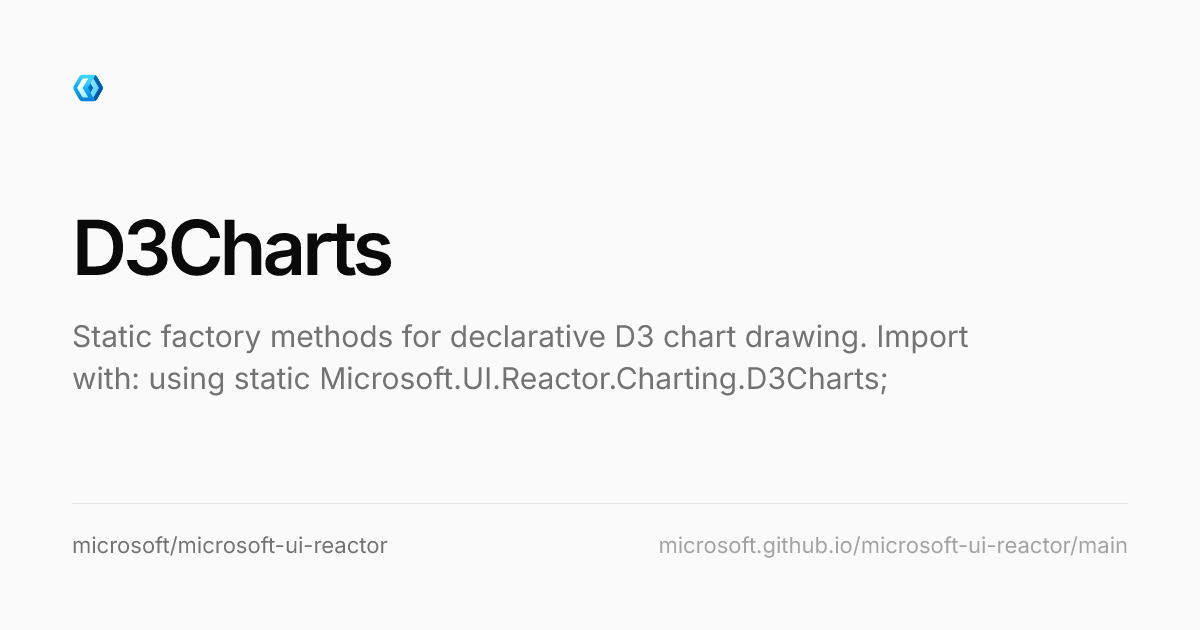 D3Charts
Static factory methods for declarative D3 chart drawing. Import
with: using static Microsoft.UI.Reactor.Charting.D3Charts;
microsoft/microsoft-ui-reactor
microsoft.github.io/microsoft-ui-reactor/main